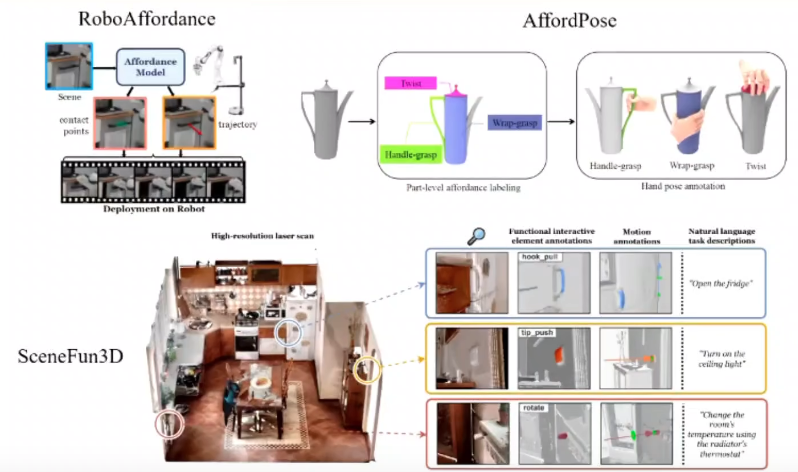 RoboAffordance
AffordPose
Affordance
Model
Scene
contact
points
trajectory
Deployment on Robot
Twist
Wrap-grasp
Handle-grasp
Part-level affordance labeling
Handle-grasp
Wrap-grasp
Twist
Hand pose annotation
SceneFun3D
High-resolution laser scan
Functional interactive
element annotations
Motion
annotations
Natural language
task descriptions
hook_pull
"Open the fridge"
tip_push
"Turn on the
ceiling light"
rotate
"Change the
room's
temperature using
the radiator's
thermostat"